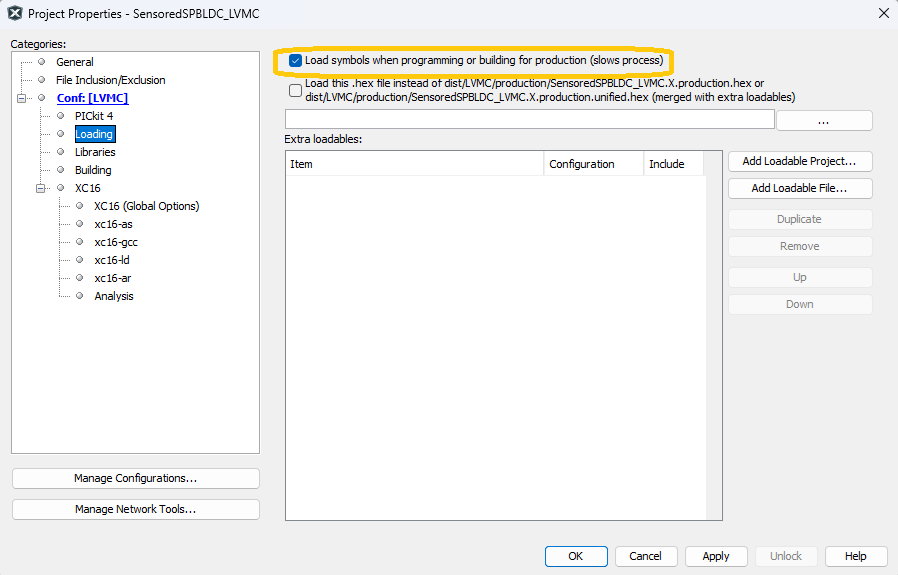 Project Properties - SensoredSPBLDC_LVMC
Categories:
General
File Inclusion/Exclusion
Conf: [LVMC]
PICkit 4
Loading
Libraries
Building
XC16
XC16 (Global Options)
xc16-as
xc16-gcc
xc16-ld
xc16-ar
Analysis
Manage Configurations...
Manage Network Tools...
Load symbols when programming or building for production (slows process)
Load this .hex file instead of dist/LVMC/production/SensoredSPBLDC_LVMC.X.production.hex or
dist/LVMC/production/SensoredSPBLDC_LVMC.X.production.unified.hex (merged with extra loadables)
...
Extra loadables:
Item Configuration Include
Add Loadable Project...
Add Loadable File...
Duplicate
Remove
Up
Down
OK Cancel Apply Unlock Help